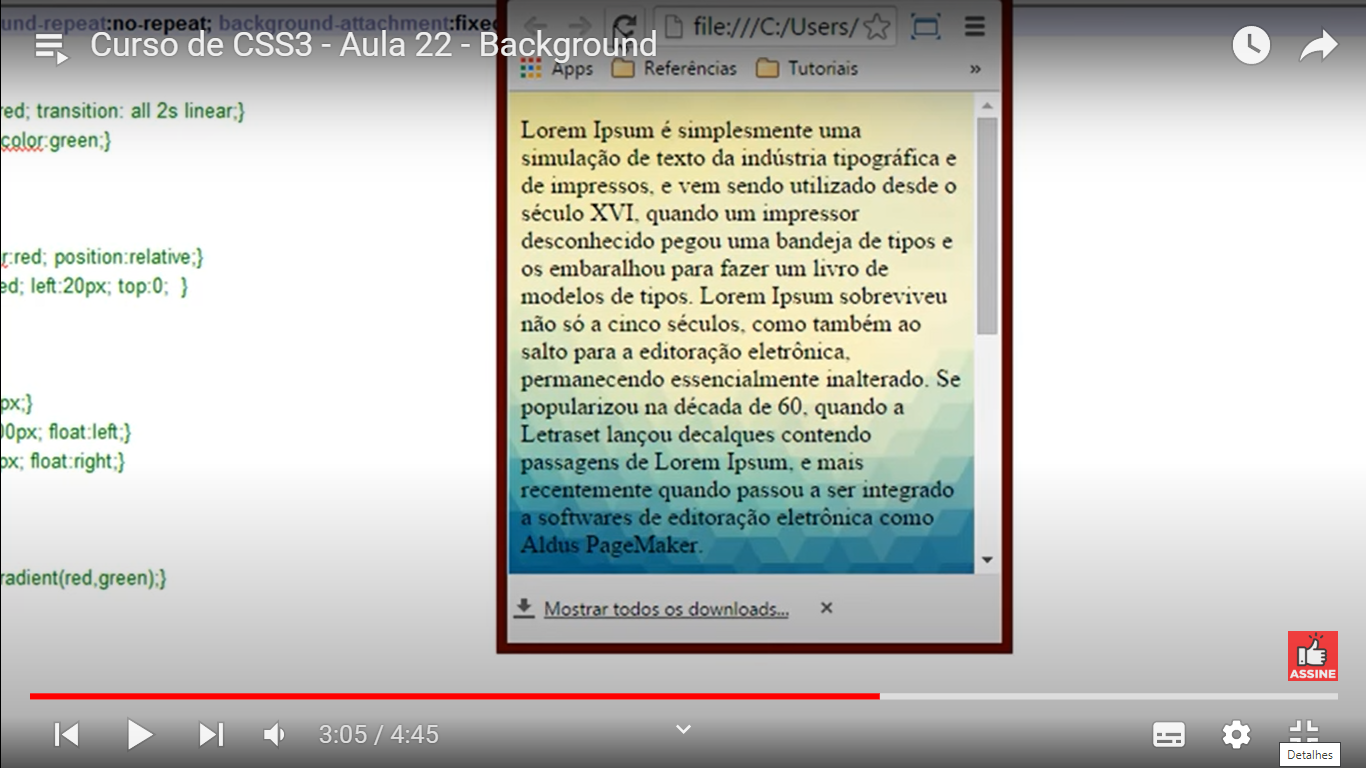 und-repeat:no-repeat; background-attachment:fixed
Curso de CSS3 - Aula 22 - Background
file:///C:/Users/
Apps Referências Tutoriais »
red; transition: all 2s linear;}
color:green;}
r:red; position:relative;}
ed; left:20px; top:0; }
px;}
00px; float:left;}
px; float:right;}
radient(red,green);}
Lorem Ipsum é simplesmente uma
simulação de texto da indústria tipográfica e
de impressos, e vem sendo utilizado desde o
século XVI, quando um impressor
desconhecido pegou uma bandeja de tipos e
os embaralhou para fazer um livro de
modelos de tipos. Lorem Ipsum sobreviveu
não só a cinco séculos, como também ao
salto para a editoração eletrônica,
permanecendo essencialmente inalterado. Se
popularizou na década de 60, quando a
Letraset lançou decalques contendo
passagens de Lorem Ipsum, e mais
recentemente quando passou a ser integrado
a softwares de editoração eletrônica como
Aldus PageMaker.
Mostrar todos os downloads...
ASSINE
3:05 / 4:45
Detalhes